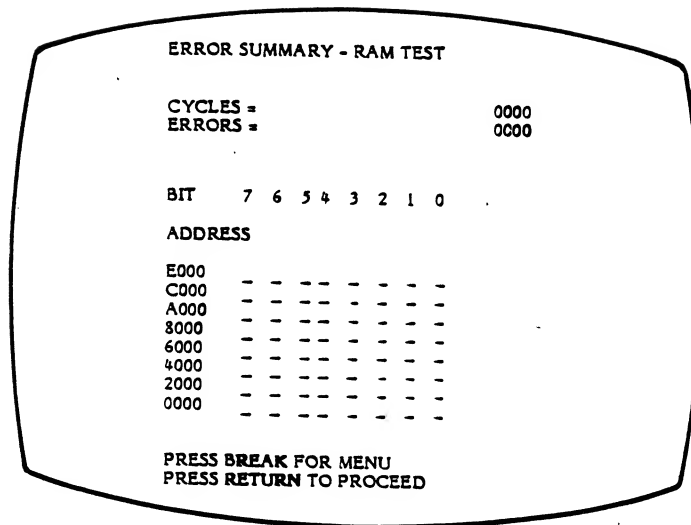 ERROR SUMMARY - RAM TEST
CYCLES = 0000
ERRORS = 0000
BIT 7 6 5 4 3 2 1 0
ADDRESS
E000 - - - - - - - -
C000 - - - - - - - -
A000 - - - - - - - -
8000 - - - - - - - -
6000 - - - - - - - -
4000 - - - - - - - -
2000 - - - - - - - -
0000 - - - - - - - -
PRESS BREAK FOR MENU
PRESS RETURN TO PROCEED